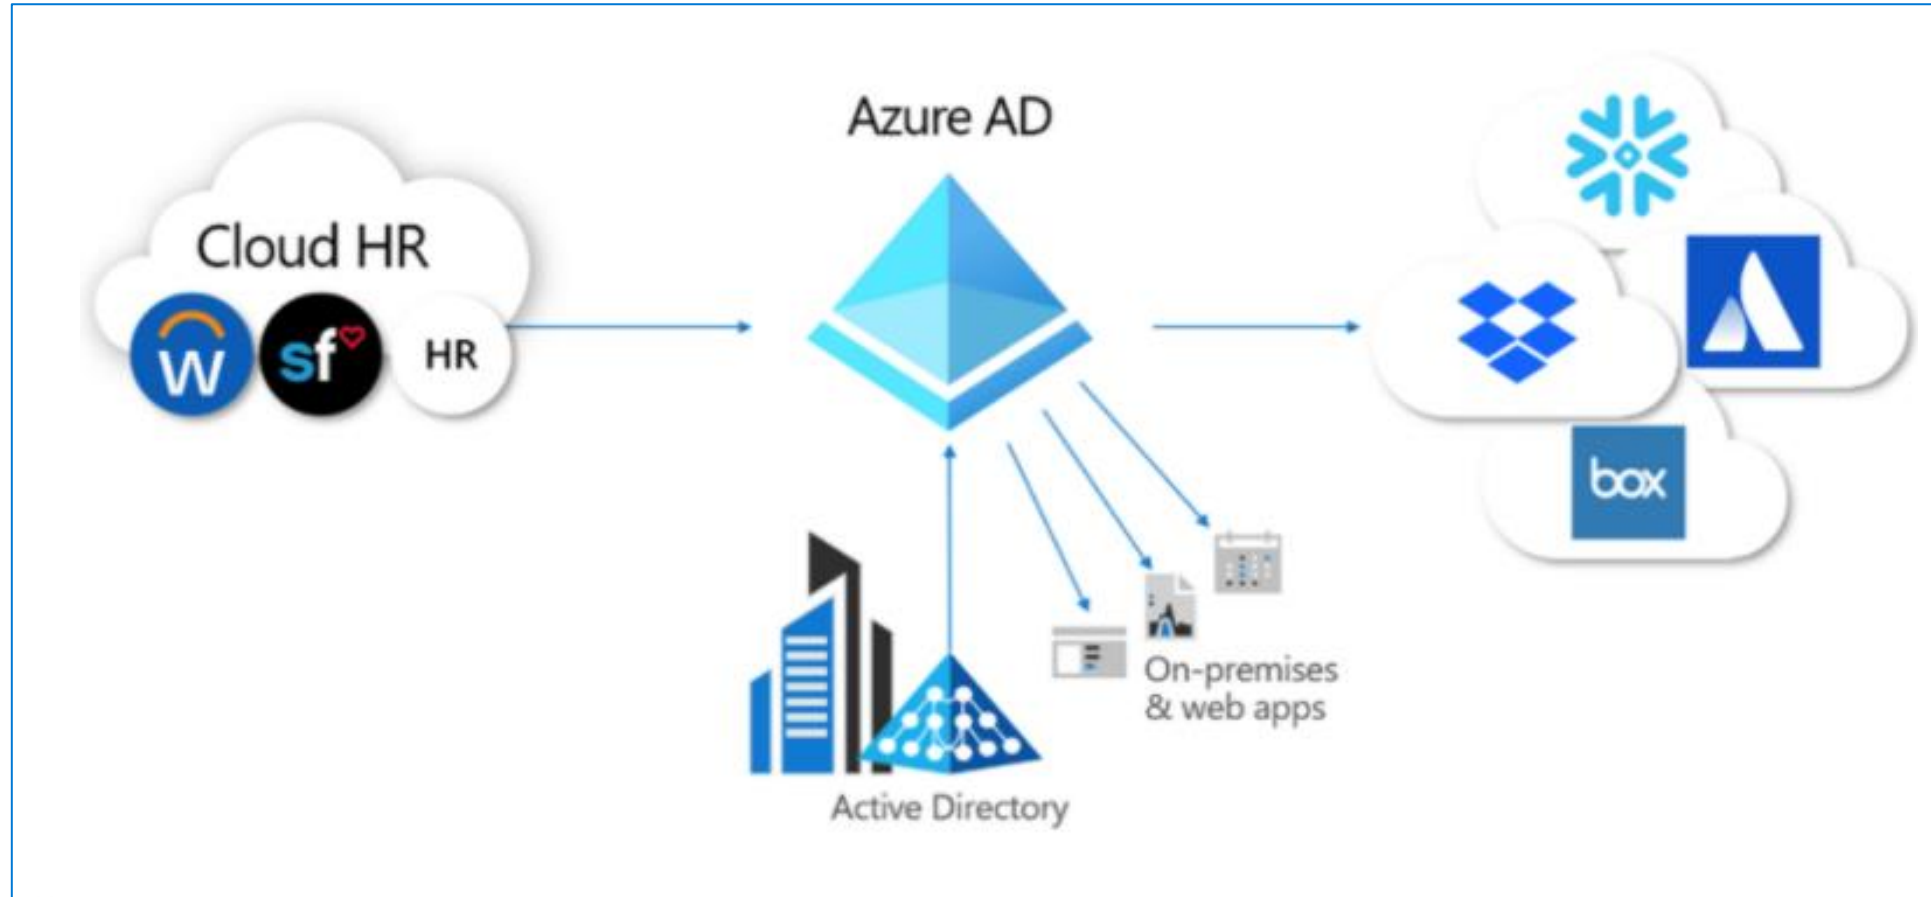 Azure AD
Cloud HR
W
sf
HR
box
On-premises
& web apps
Active Directory